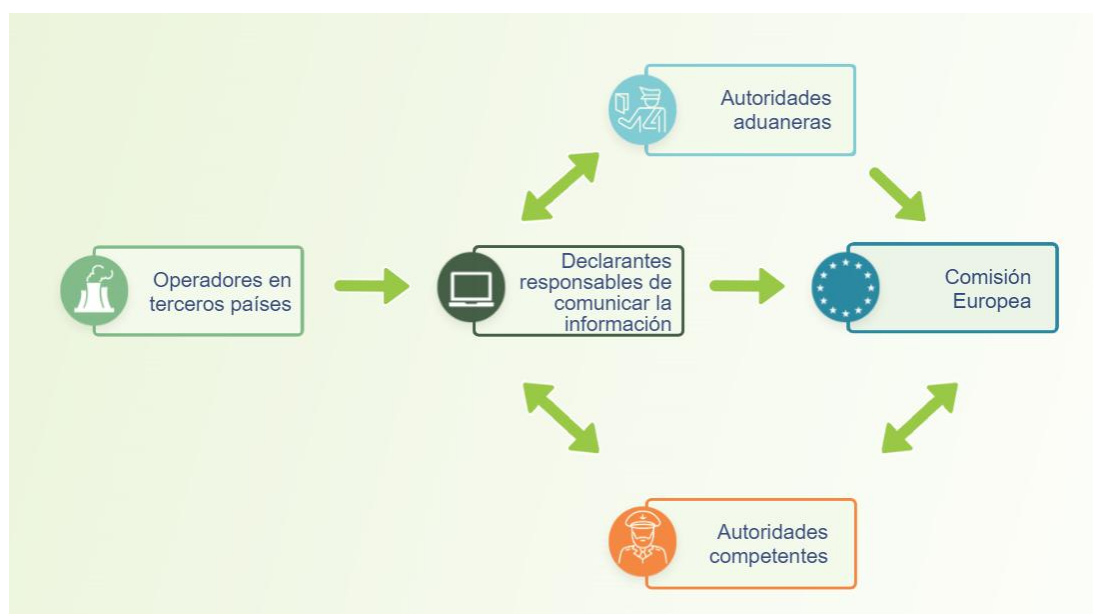 Autoridades
aduaneras
Operadores en
terceros países
Declarantes
responsables de
comunicar la
información
Comisión
Europea
Autoridades
competentes